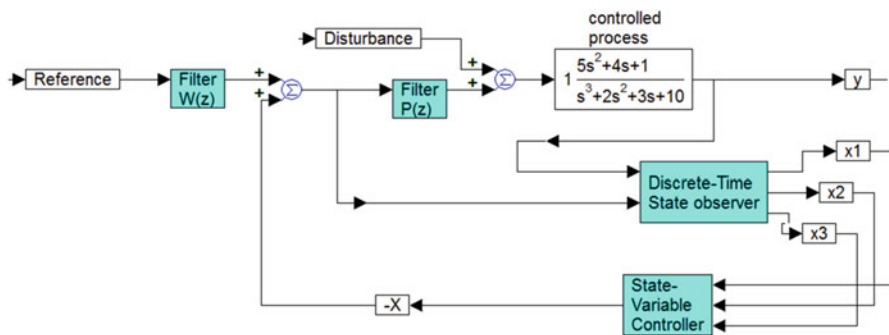 controlled
process
Disturbance
+
Σ
+
1 5s²+4s+1
s³+2s²+3s+10
Reference
Filter
W(z)
+
+
Σ
Filter
P(z)
y
x1
Discrete-Time
State observer
x2
x3
-X
State-
Variable
Controller